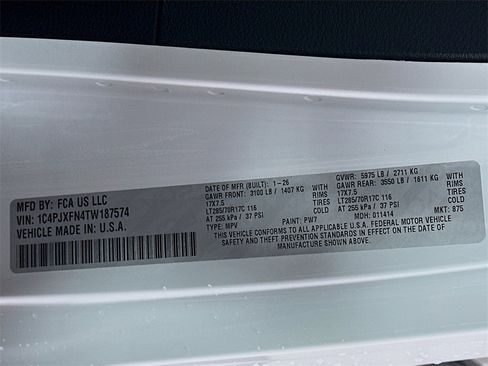 MFD BY: FCA US LLC
VIN: 1C4PJXFN4TW187574
VEHICLE MADE IN: U.S.A.
DATE OF MFR (BUILT): 1-26
GAWR FRONT: 3100 LB / 1407 KG
17X7.5 RIMS
LT285/70R17C 116 TIRES
AT 255 kPa / 37 PSI COLD
TYPE: MPV PAINT: PW7
GVWR: 5975 LB / 2711 KG
GAWR REAR: 3550 LB / 1611 KG
17X7.5 RIMS
LT285/70R17C 116 TIRES
AT 255 kPa / 37 PSI COLD
MDH: 011414 MKT: 875
THIS VEHICLE CONFORMS TO ALL APPLICABLE U.S.A. FEDERAL MOTOR VEHICLE
SAFETY AND THEFT PREVENTION STANDARDS IN EFFECT ON THE DATE OF
MANUFACTURE SHOWN ABOVE.